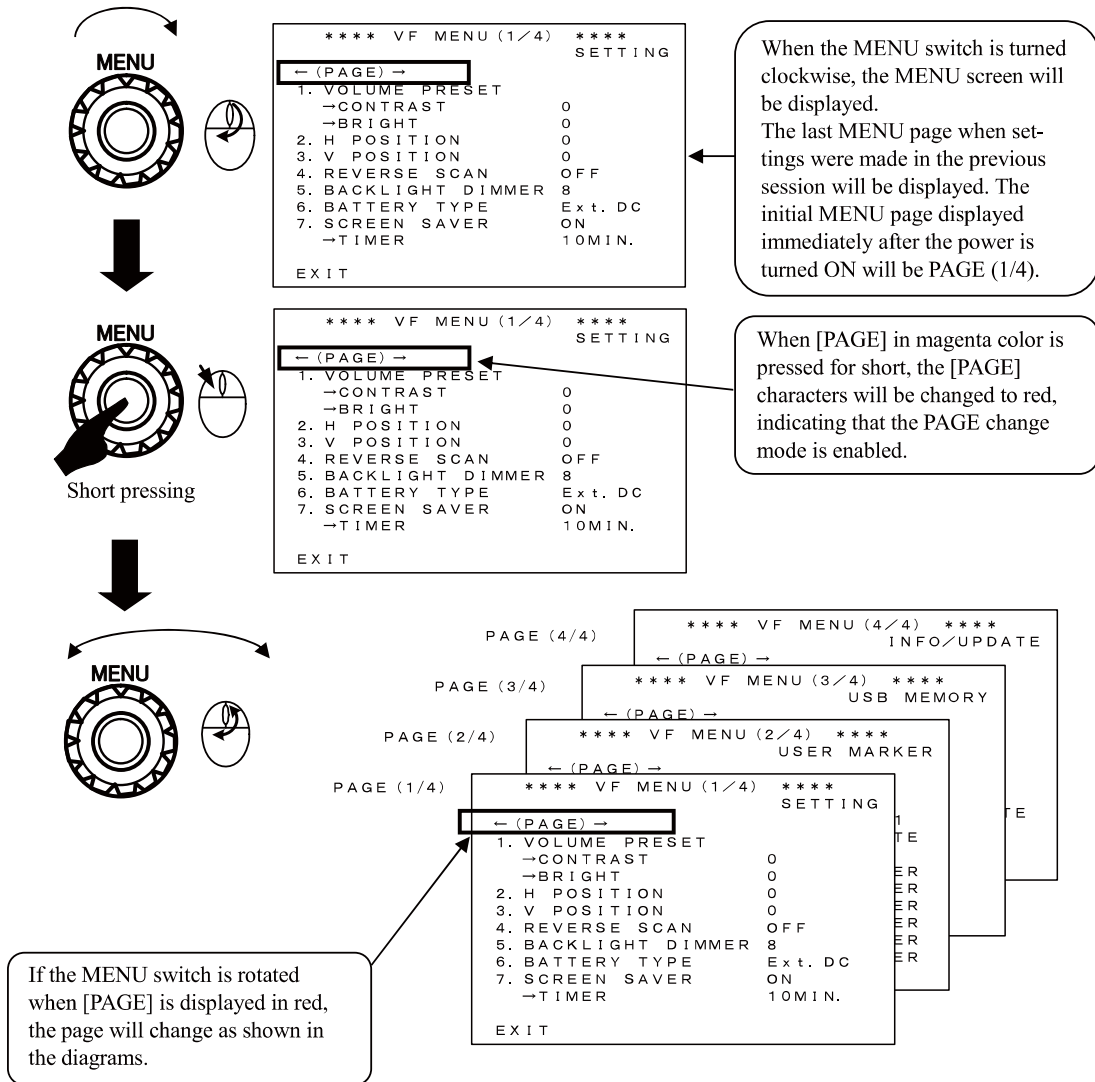 MENU
**** VF MENU(1/4) ****
SETTING
←(PAGE)→
1. VOLUME PRESET
→CONTRAST 0
→BRIGHT 0
2. H POSITION 0
3. V POSITION 0
4. REVERSE SCAN OFF
5. BACKLIGHT DIMMER 8
6. BATTERY TYPE Ext. DC
7. SCREEN SAVER ON
→TIMER 10MIN.
EXIT
When the MENU switch is turned
clockwise, the MENU screen will
be displayed.
The last MENU page when set-
tings were made in the previous
session will be displayed. The
initial MENU page displayed
immediately after the power is
turned ON will be PAGE (1/4).
MENU
Short pressing
**** VF MENU(1/4) ****
SETTING
←(PAGE)→
1. VOLUME PRESET
→CONTRAST 0
→BRIGHT 0
2. H POSITION 0
3. V POSITION 0
4. REVERSE SCAN OFF
5. BACKLIGHT DIMMER 8
6. BATTERY TYPE Ext. DC
7. SCREEN SAVER ON
→TIMER 10MIN.
EXIT
When [PAGE] in magenta color is
pressed for short, the [PAGE]
characters will be changed to red,
indicating that the PAGE change
mode is enabled.
MENU
PAGE (4/4)
**** VF MENU(4/4) ****
INFO/UPDATE
←(PAGE)→
TE
PAGE (3/4)
**** VF MENU(3/4) ****
USB MEMORY
←(PAGE)→
PAGE (2/4)
**** VF MENU(2/4) ****
USER MARKER
←(PAGE)→
1
TE
ER
ER
ER
ER
ER
ER
PAGE (1/4)
**** VF MENU(1/4) ****
SETTING
←(PAGE)→
1. VOLUME PRESET
→CONTRAST 0
→BRIGHT 0
2. H POSITION 0
3. V POSITION 0
4. REVERSE SCAN OFF
5. BACKLIGHT DIMMER 8
6. BATTERY TYPE Ext. DC
7. SCREEN SAVER ON
→TIMER 10MIN.
EXIT
If the MENU switch is rotated
when [PAGE] is displayed in red,
the page will change as shown in
the diagrams.